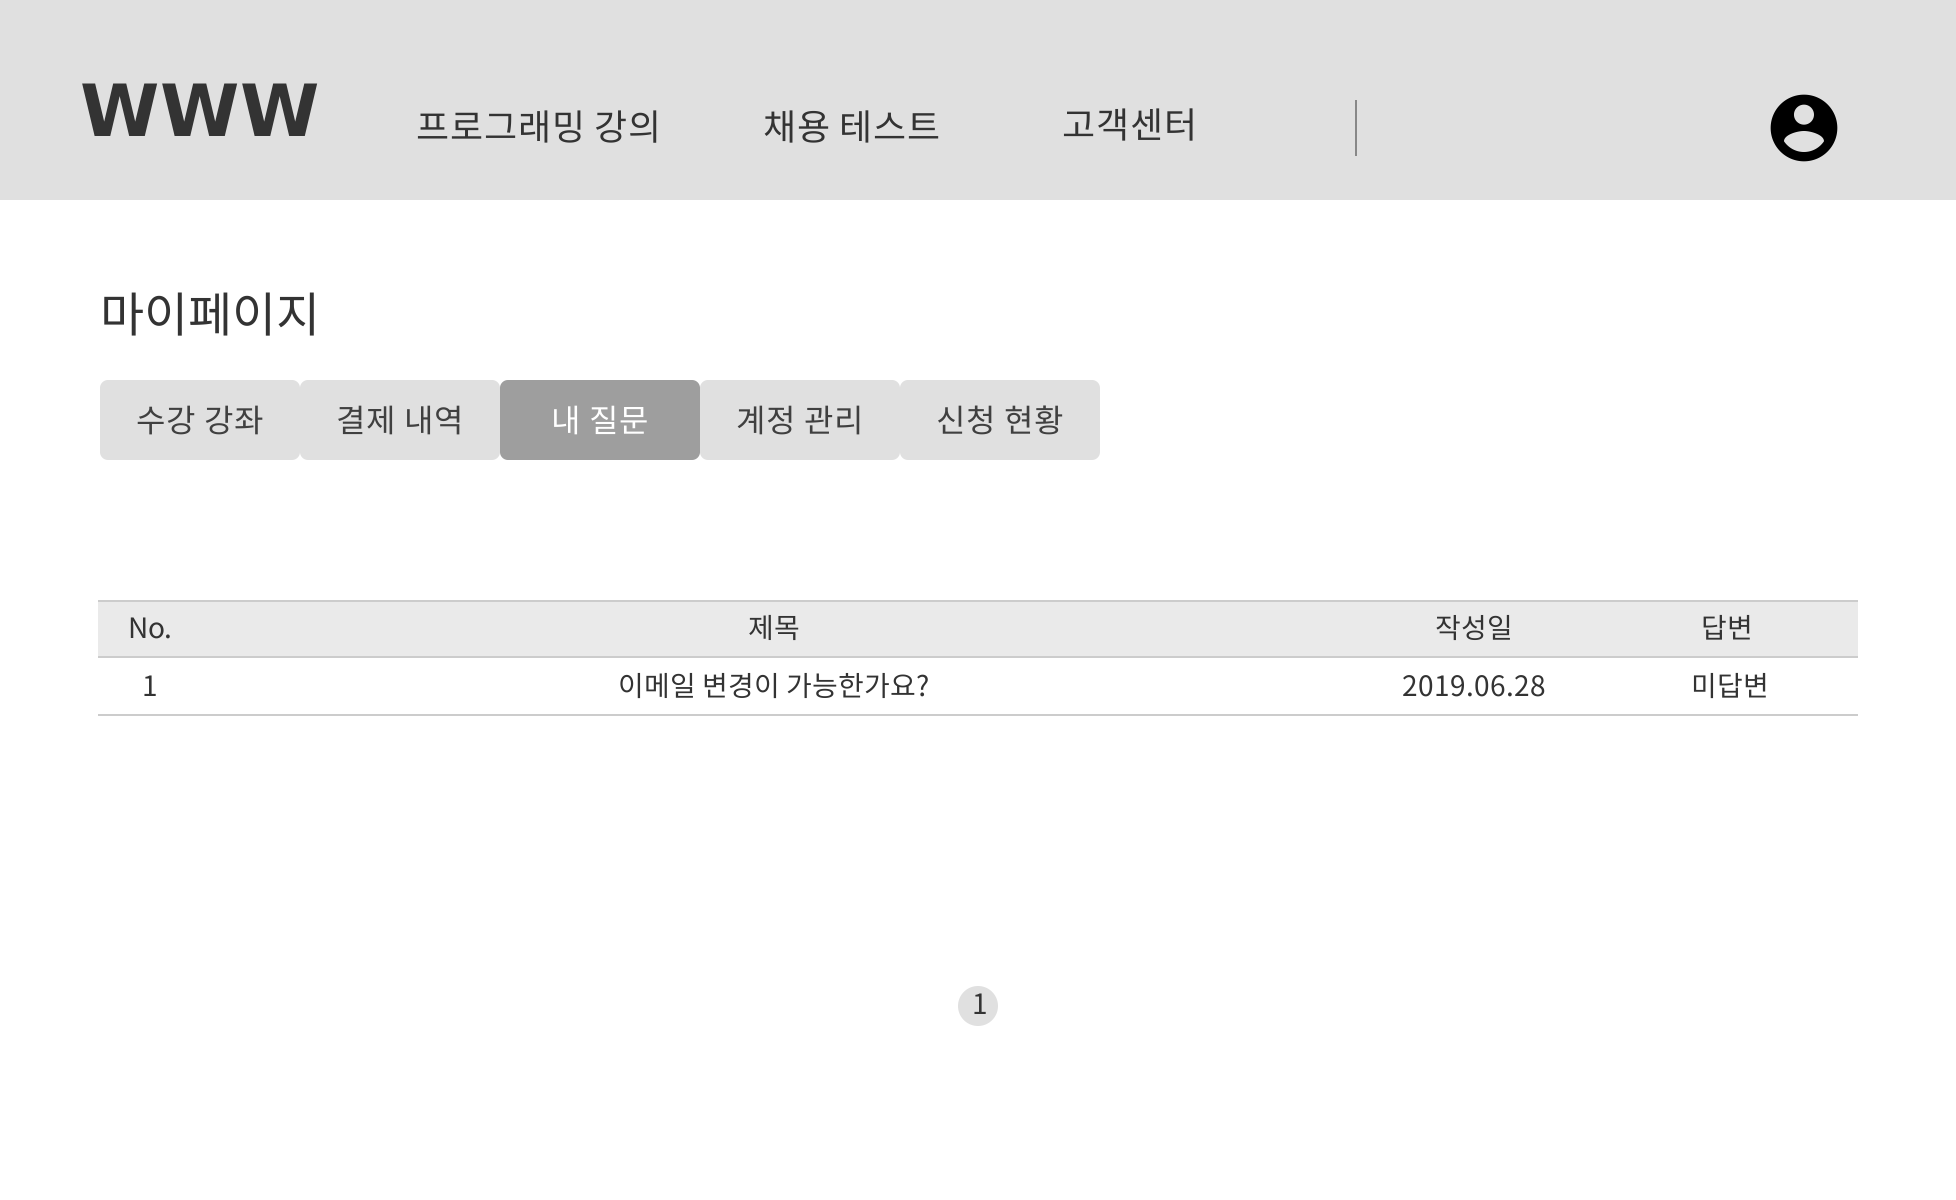 www 프로그래밍 강의 채용 테스트 고객센터
마이페이지
수강 강좌 결제 내역 내 질문 계정 관리 신청 현황
No. 제목 작성일 답변
1 이메일 변경이 가능한가요? 2019.06.28 미답변
1